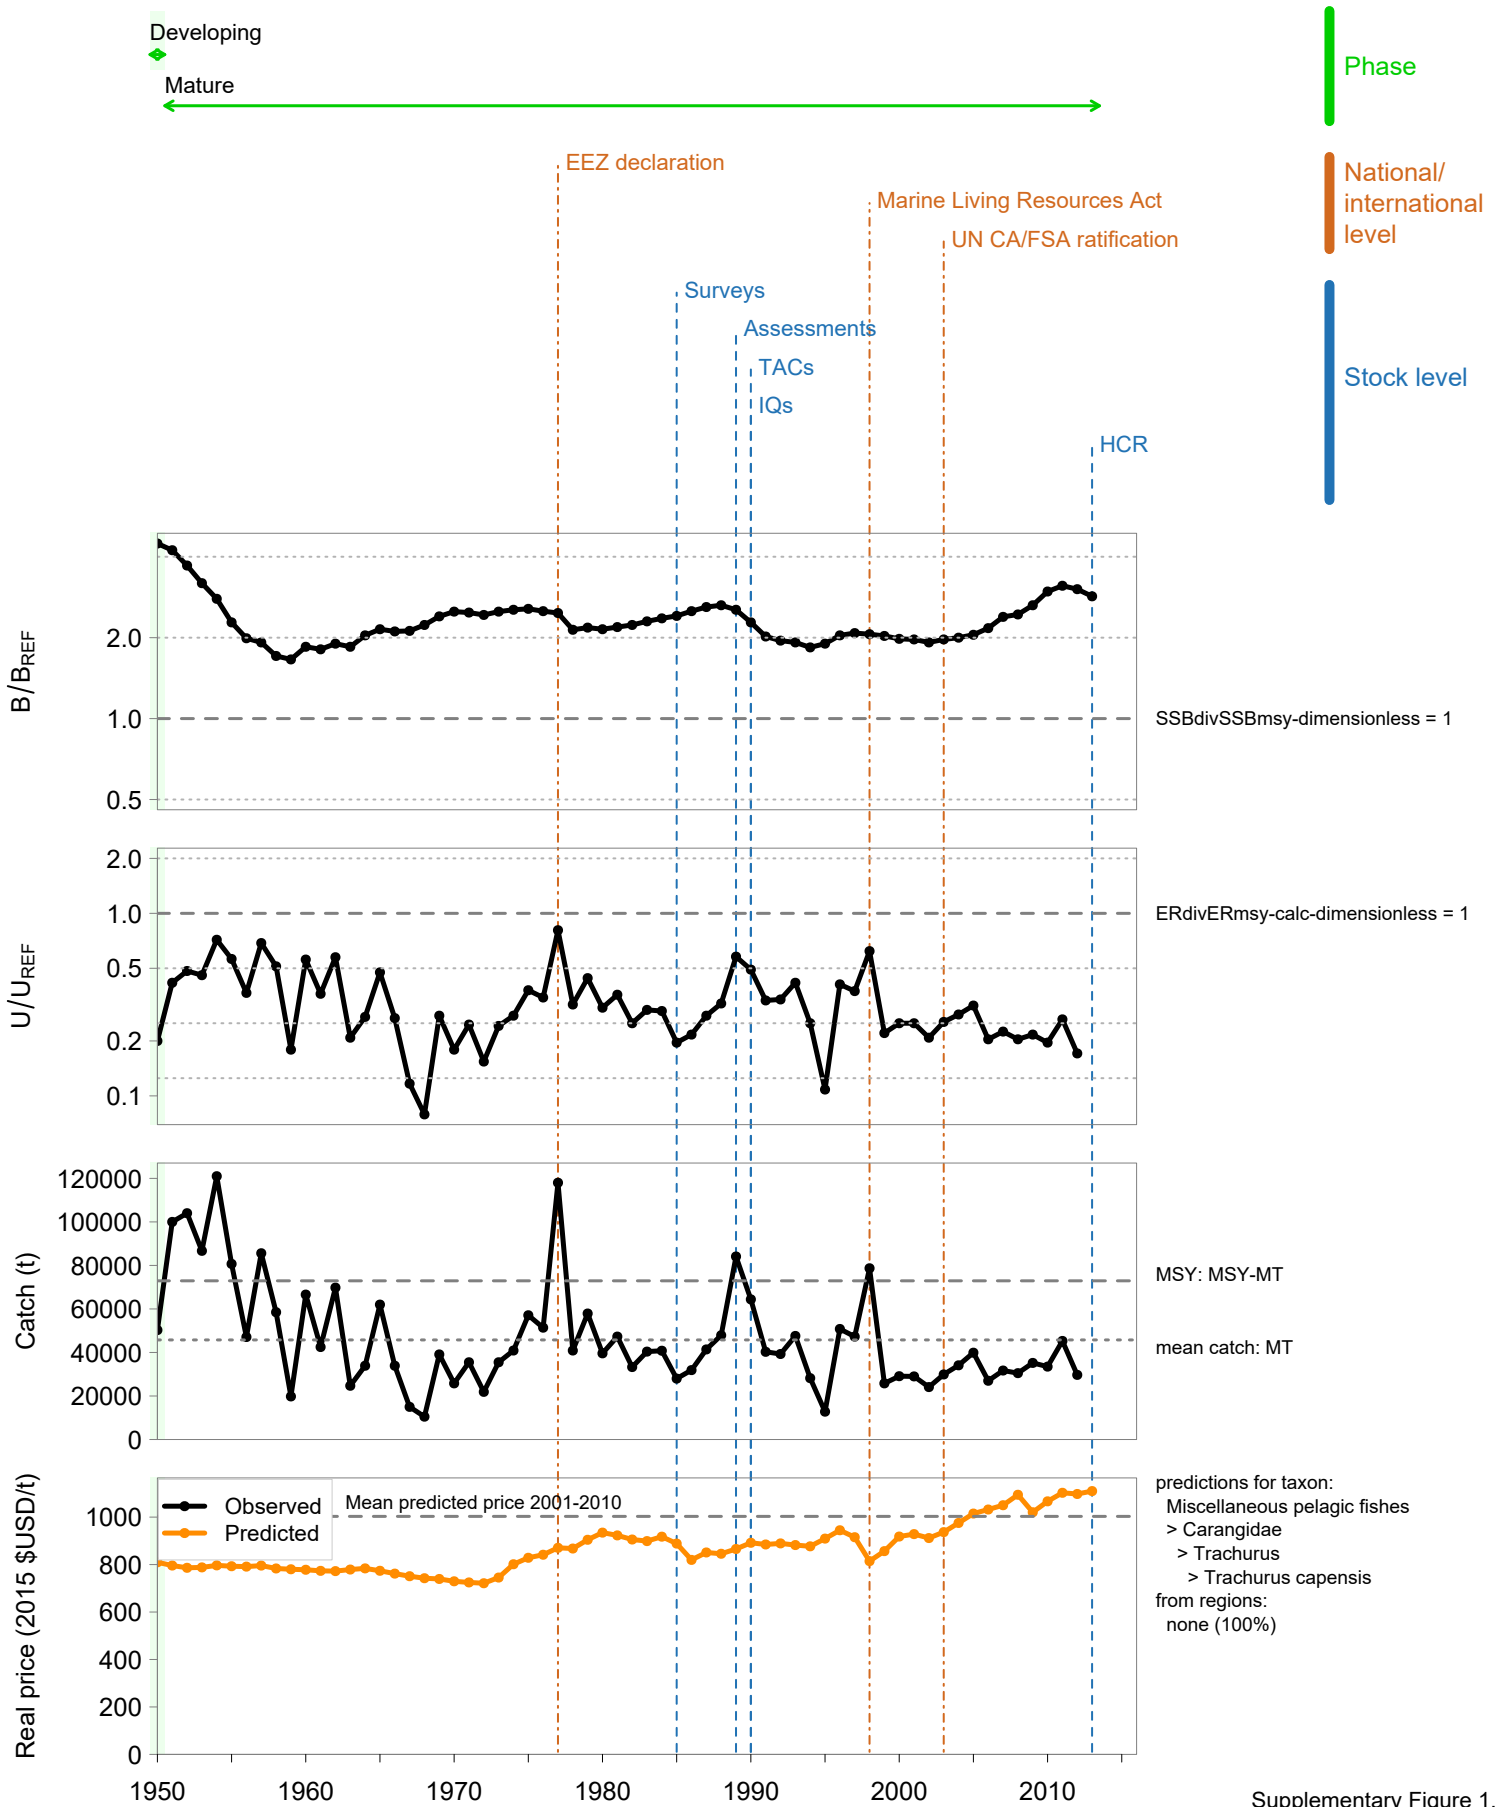 Developing
Mature
Phase
EEZ declaration
Marine Living Resources Act
UN CA/FSA ratification
National/
international
level
Surveys
Assessments
TACs
IQs
HCR
Stock level
B/BREF
2.0
1.0
0.5
SSBdivSSBmsy-dimensionless = 1
U/UREF
2.0
1.0
0.5
0.2
0.1
ERdivERmsy-calc-dimensionless = 1
Catch (t)
120000
100000
80000
60000
40000
20000
0
MSY: MSY-MT
mean catch: MT
Real price (2015 $USD/t)
1000
800
600
400
200
0
Observed
Predicted
Mean predicted price 2001-2010
predictions for taxon:
Miscellaneous pelagic fishes
> Carangidae
> Trachurus
> Trachurus capensis
from regions:
none (100%)
1950 1960 1970 1980 1990 2000 2010
Supplementary Figure 1.